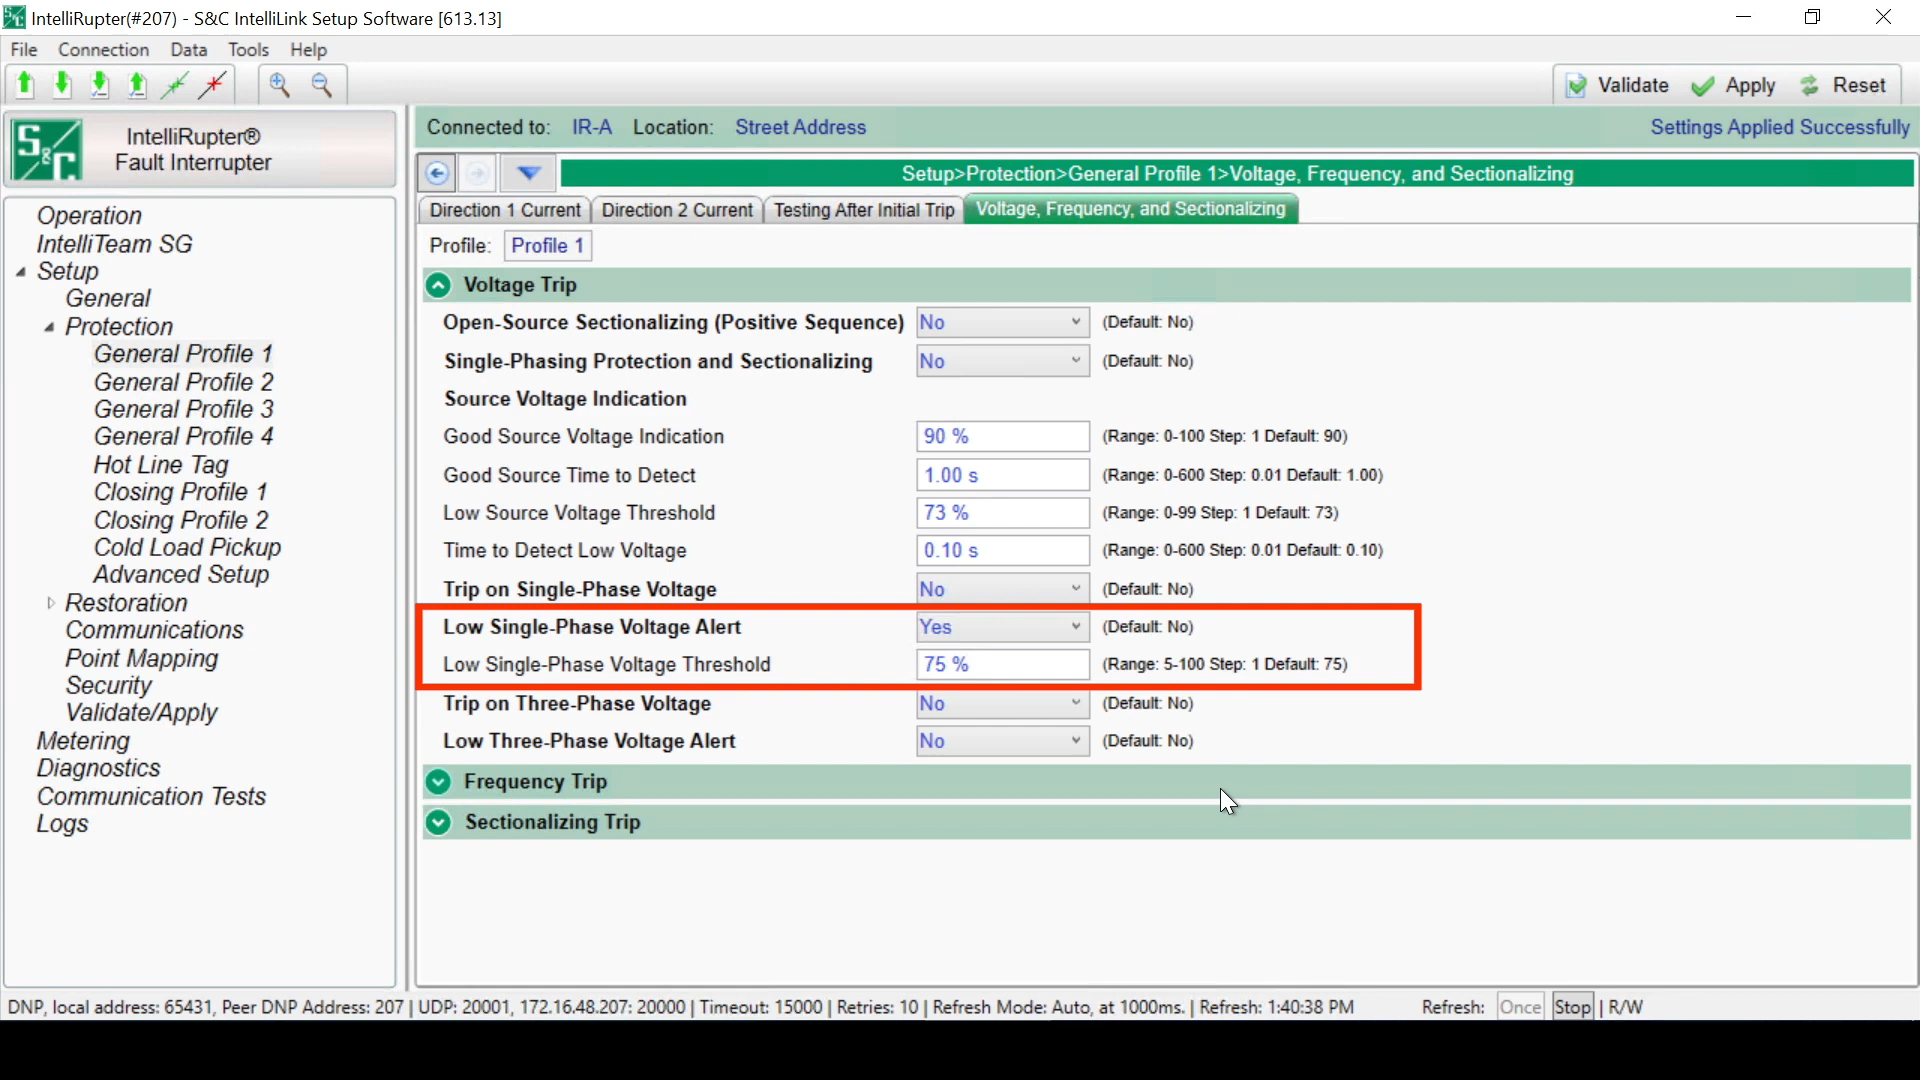 IntelliRupter(#207) - S&C IntelliLink Setup Software [613.13]
File Connection Data Tools Help
Validate Apply Reset
S&C
IntelliRupter®
Fault Interrupter
Connected to: IR-A Location: Street Address Settings Applied Successfully
Setup>Protection>General Profile 1>Voltage, Frequency, and Sectionalizing
Direction 1 Current Direction 2 Current Testing After Initial Trip Voltage, Frequency, and Sectionalizing
Profile: Profile 1
Operation
IntelliTeam SG
Setup
General
Protection
General Profile 1
General Profile 2
General Profile 3
General Profile 4
Hot Line Tag
Closing Profile 1
Closing Profile 2
Cold Load Pickup
Advanced Setup
Restoration
Communications
Point Mapping
Security
Validate/Apply
Metering
Diagnostics
Communication Tests
Logs
Voltage Trip
Open-Source Sectionalizing (Positive Sequence) No (Default: No)
Single-Phasing Protection and Sectionalizing No (Default: No)
Source Voltage Indication
Good Source Voltage Indication 90 % (Range: 0-100 Step: 1 Default: 90)
Good Source Time to Detect 1.00 s (Range: 0-600 Step: 0.01 Default: 1.00)
Low Source Voltage Threshold 73 % (Range: 0-99 Step: 1 Default: 73)
Time to Detect Low Voltage 0.10 s (Range: 0-600 Step: 0.01 Default: 0.10)
Trip on Single-Phase Voltage No (Default: No)
Low Single-Phase Voltage Alert Yes (Default: No)
Low Single-Phase Voltage Threshold 75 % (Range: 5-100 Step: 1 Default: 75)
Trip on Three-Phase Voltage No (Default: No)
Low Three-Phase Voltage Alert No (Default: No)
Frequency Trip
Sectionalizing Trip
DNP, local address: 65431, Peer DNP Address: 207 | UDP: 20001, 172.16.48.207: 20000 | Timeout: 15000 | Retries: 10 | Refresh Mode: Auto, at 1000ms. | Refresh: 1:40:38 PM Refresh: Once Stop | R/W